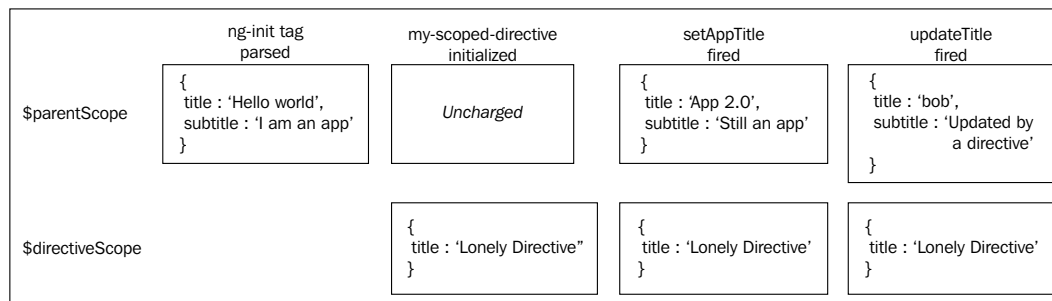 ng-init tag
parsed
my-scoped-directive
initialized
setAppTitle
fired
updateTitle
fired
$parentScope
{
title : ‘Hello world’,
subtitle : ‘I am an app’
}
Uncharged
{
title : ‘App 2.0’,
subtitle : ‘Still an app’
}
{
title : ‘bob’,
subtitle : ‘Updated by
a directive’
}
$directiveScope
{
title : ‘Lonely Directive”
}
{
title : ‘Lonely Directive’
}
{
title : ‘Lonely Directive’
}